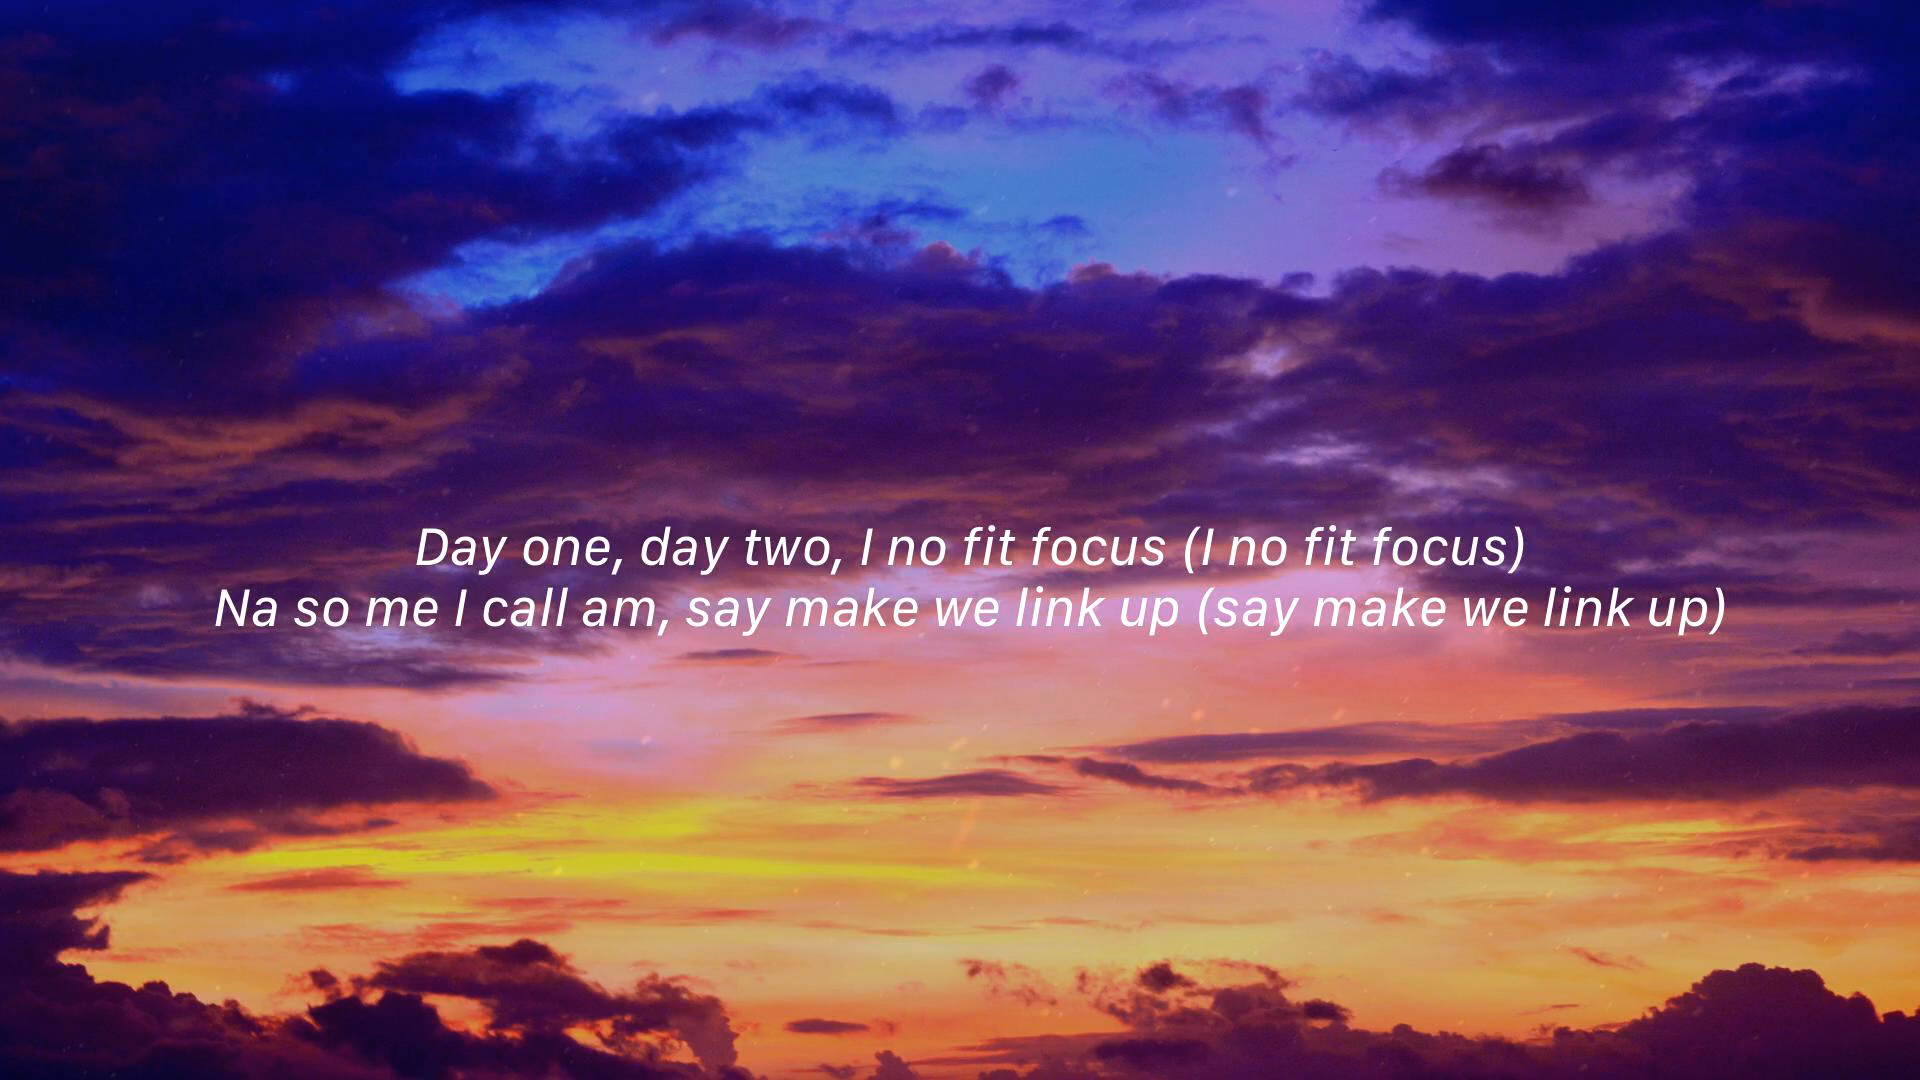 Day one, day two, I no fit focus (I no fit focus)
Na so me I call am, say make we link up (say make we link up)